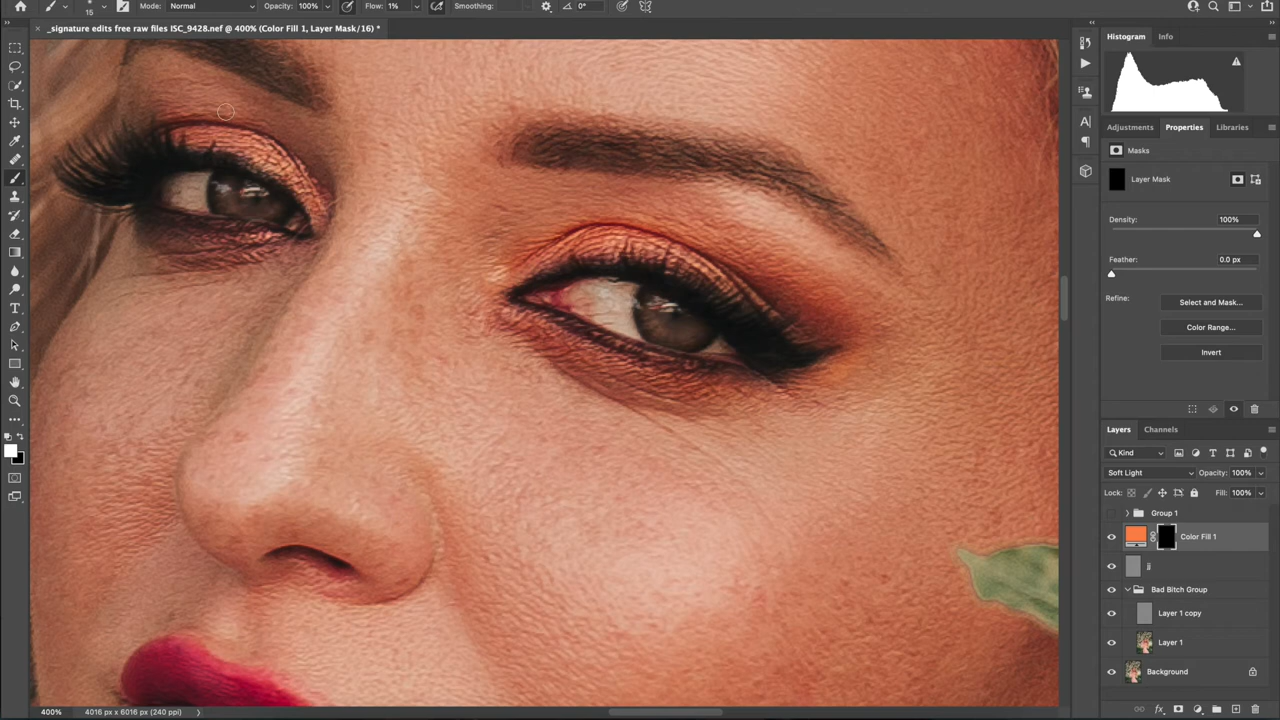 15
Mode: Normal
Opacity: 100%
Flow: 1%
Smoothing:
0°
_signature edits free raw files ISC_9428.nef @ 400% (Color Fill 1, Layer Mask/16) *
Histogram
Info
Adjustments
Properties
Libraries
Masks
Layer Mask
Density: 100%
Feather: 0.0 px
Refine:
Select and Mask...
Color Range...
Invert
Layers
Channels
Kind
Soft Light
Opacity: 100%
Lock:
Fill: 100%
Group 1
Color Fill 1
jj
Bad Bitch Group
Layer 1 copy
Layer 1
Background
400%
4016 px x 6016 px (240 ppi)